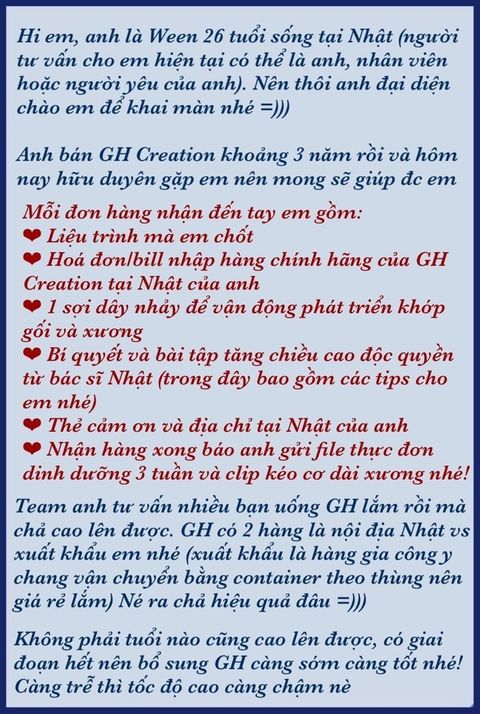 Hi em, anh là Ween 26 tuổi sống tại Nhật (người
tư vấn cho em hiện tại có thể là anh, nhân viên
hoặc người yêu của anh). Nên thôi anh đại diện
chào em để khai màn nhé =)))
Anh bán GH Creation khoảng 3 năm rồi và hôm
nay hữu duyên gặp em nên mong sẽ giúp đc em
Mỗi đơn hàng nhận đến tay em gồm:
❤ Liệu trình mà em chốt
❤ Hoá đơn/bill nhập hàng chính hãng của GH
Creation tại Nhật của anh
❤ 1 sợi dây nhảy để vận động phát triển khớp
gối và xương
❤ Bí quyết và bài tập tăng chiều cao độc quyền
từ bác sĩ Nhật (trong đây bao gồm các tips cho
em nhé)
❤ Thẻ cảm ơn và địa chỉ tại Nhật của anh
❤ Nhận hàng xong báo anh gửi file thực đơn
dinh dưỡng 3 tuần và clip kéo cơ dài xương nhé!
Team anh tư vấn nhiều bạn uống GH lắm rồi mà
chả cao lên được. GH có 2 hàng là nội địa Nhật vs
xuất khẩu em nhé (xuất khẩu là hàng gia công y
chang vận chuyển bằng container theo thùng nên
giá rẻ lắm) Né ra chả hiệu quả đâu =)))
Không phải tuổi nào cũng cao lên được, có giai
đoạn hết nên bổ sung GH càng sớm càng tốt nhé!
Càng trễ thì tốc độ cao càng chậm nè